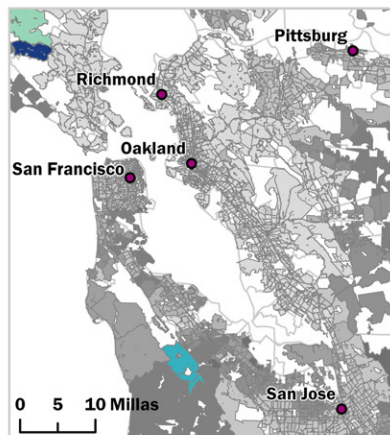 Pittsburg
Richmond
Oakland
San Francisco
San Jose
0 5 10 Millas